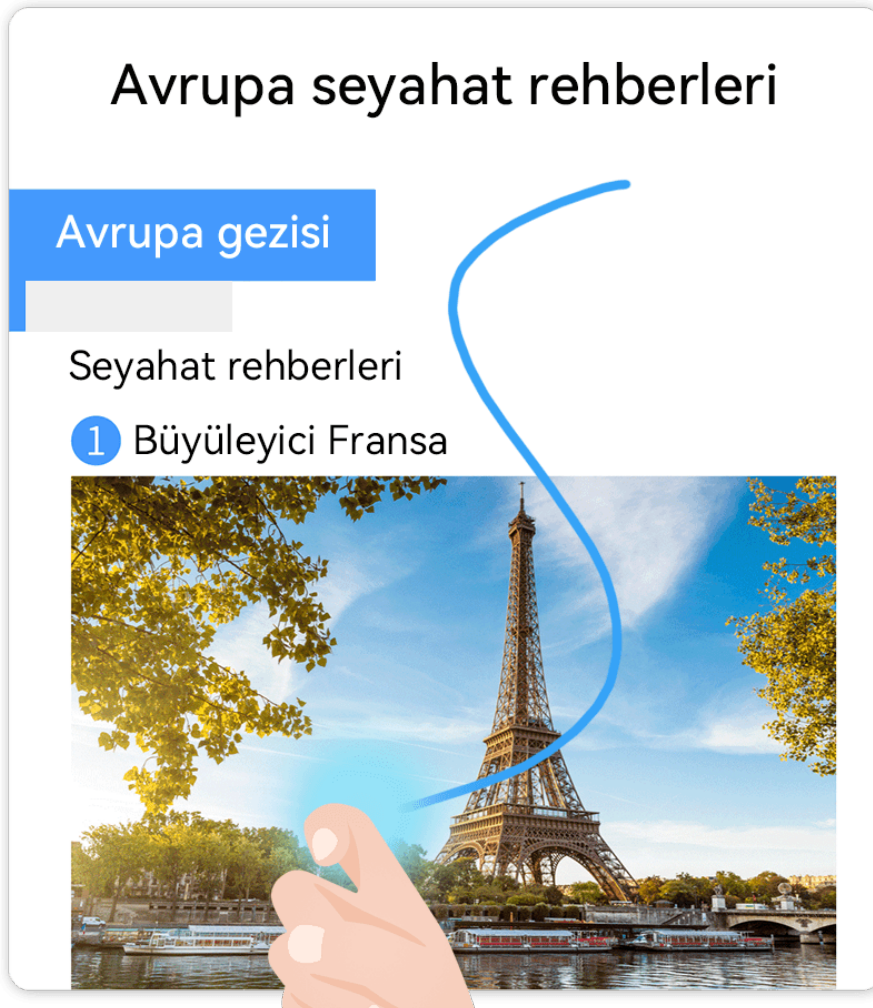 Avrupa seyahat rehberleri
Avrupa gezisi
Seyahat rehberleri
1 Büyüleyici Fransa